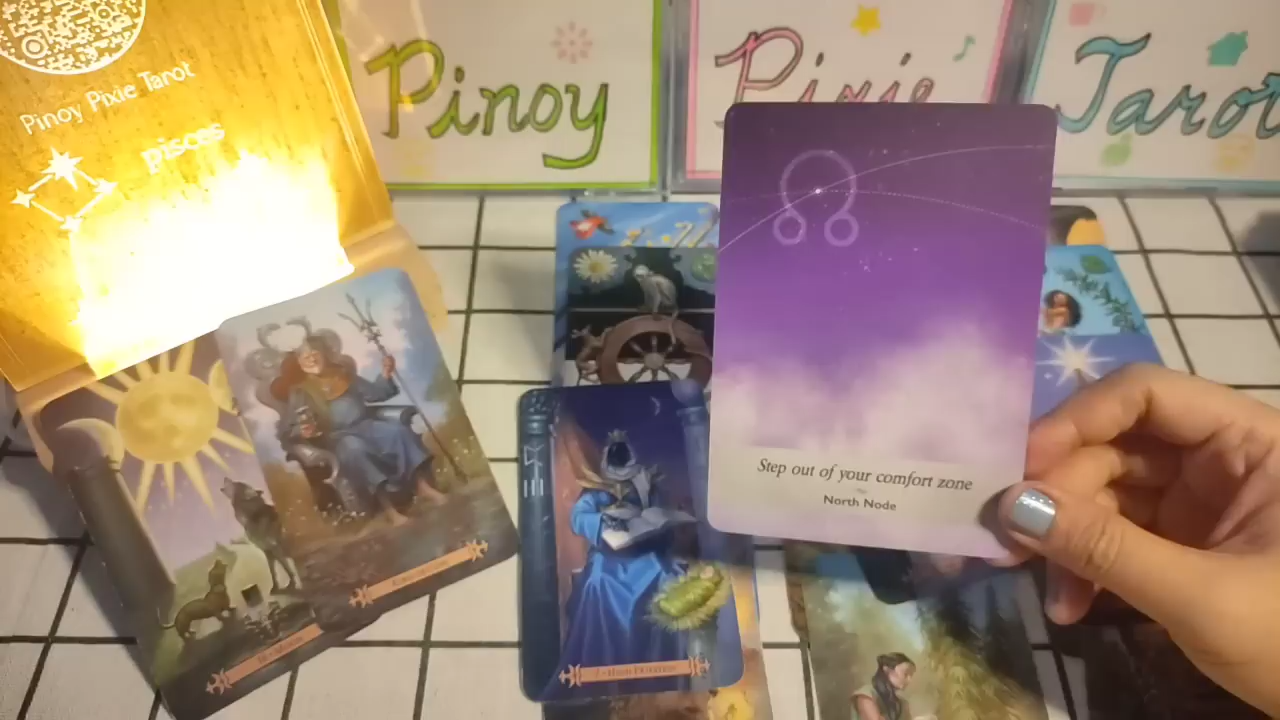 Pinoy Pixie Tarot
pisces
Pinoy
Pixie
Tarot
Step out of your comfort zone
North Node